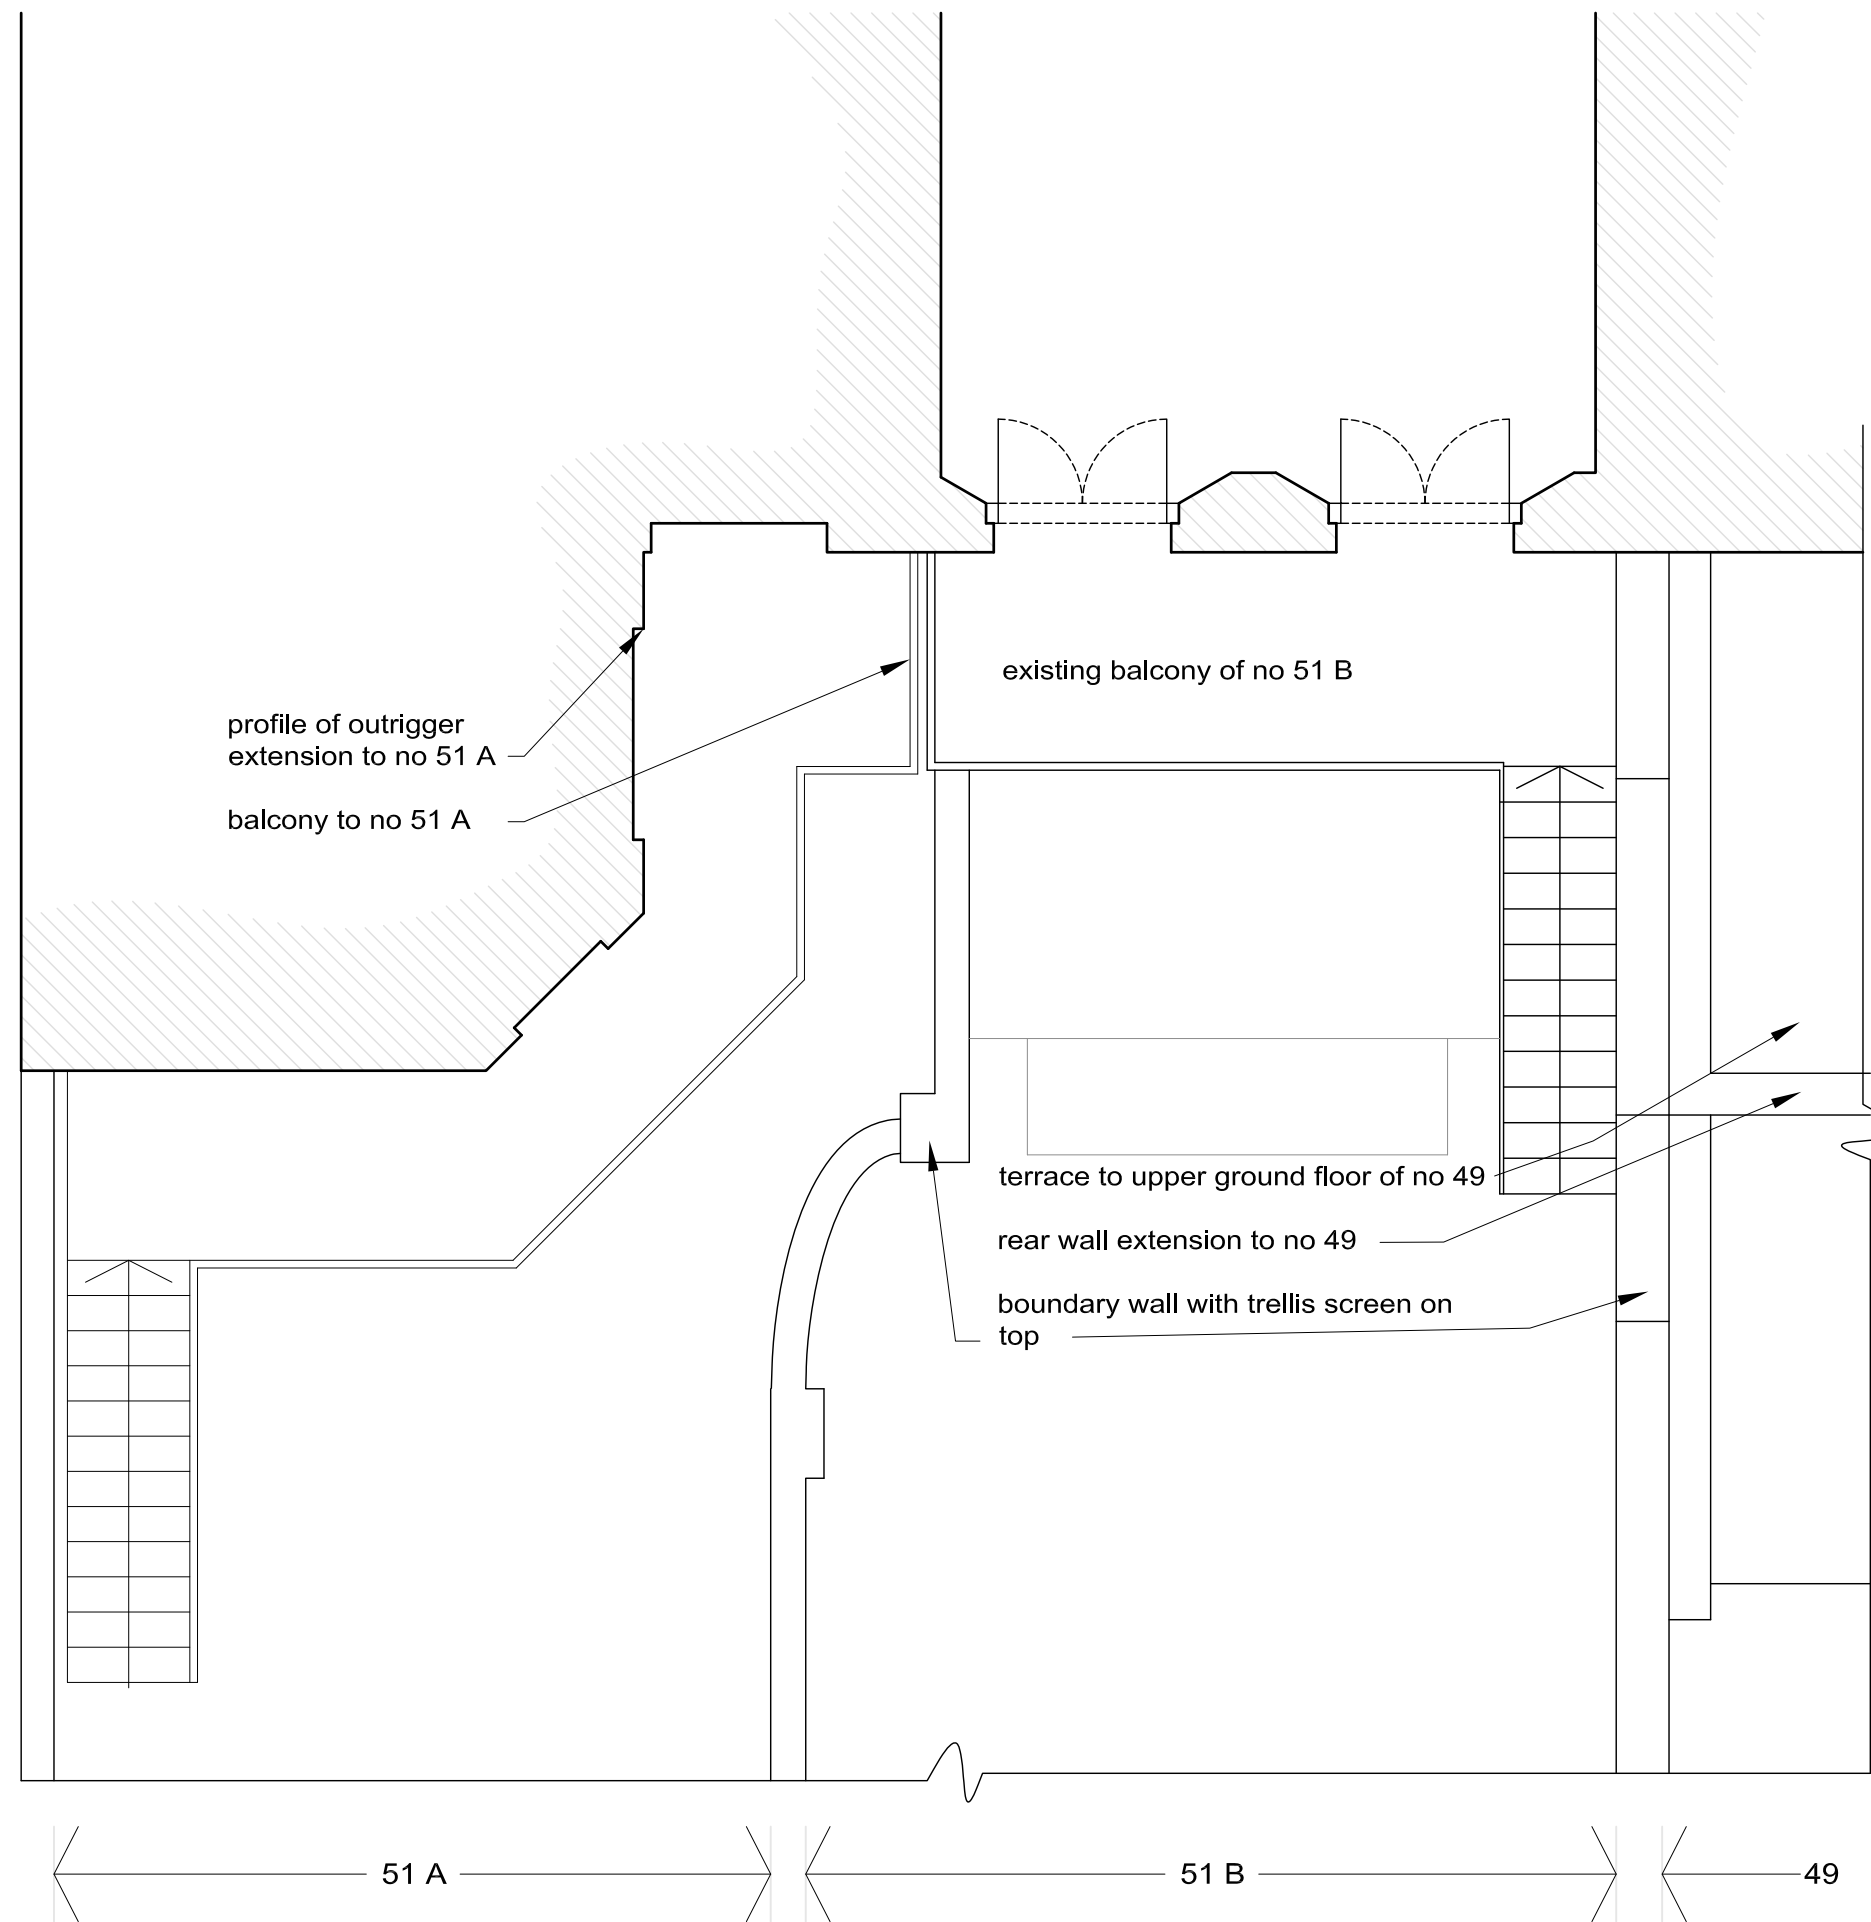 existing balcony of no 51 B
profile of outrigger
extension to no 51 A
balcony to no 51 A
terrace to upper ground floor of no 49
rear wall extension to no 49
boundary wall with trellis screen on
top
51 A
51 B
49